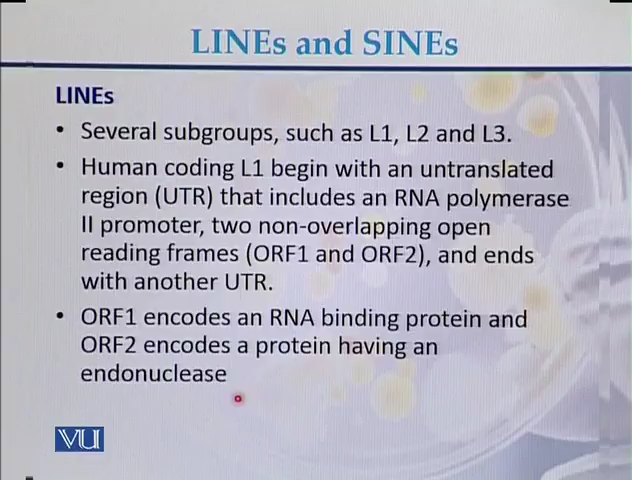 LINEs and SINEs
LINEs
• Several subgroups, such as L1, L2 and L3.
• Human coding L1 begin with an untranslated
region (UTR) that includes an RNA polymerase
II promoter, two non-overlapping open
reading frames (ORF1 and ORF2), and ends
with another UTR.
• ORF1 encodes an RNA binding protein and
ORF2 encodes a protein having an
endonuclease
VU